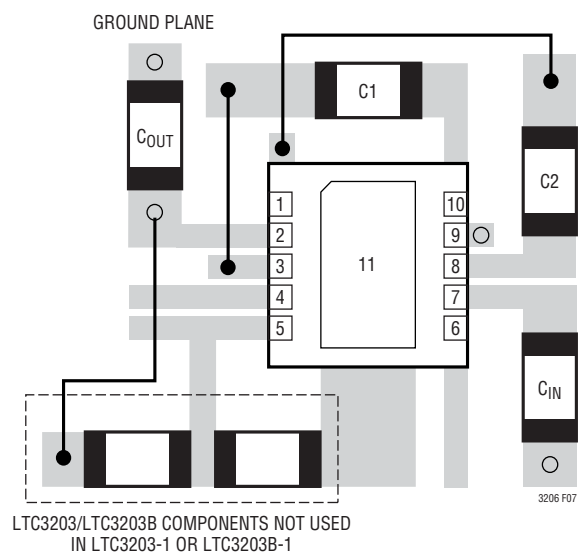 GROUND PLANE
C1
COUT
C2
1
10
2
9
3
11
8
4
7
5
6
CIN
3206 F07
LTC3203/LTC3203B COMPONENTS NOT USED
IN LTC3203-1 OR LTC3203B-1